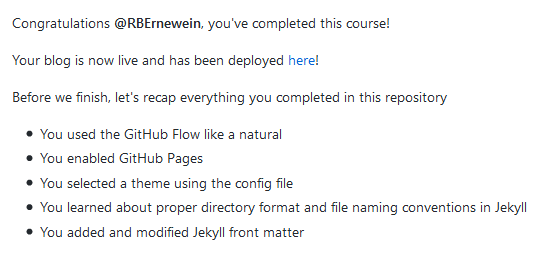 Congratulations @RBErnewein, you've completed this course!
Your blog is now live and has been deployed here!
Before we finish, let's recap everything you completed in this repository
• You used the GitHub Flow like a natural
• You enabled GitHub Pages
• You selected a theme using the config file
• You learned about proper directory format and file naming conventions in Jekyll
• You added and modified Jekyll front matter